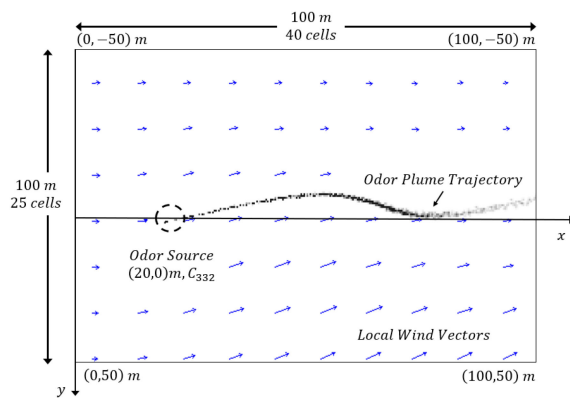 100 m
40 cells
(0, −50) m
(100, −50) m
100 m
25 cells
Odor Plume Trajectory
x
Odor Source
(20,0)m, C332
Local Wind Vectors
(0,50) m
(100,50) m
y